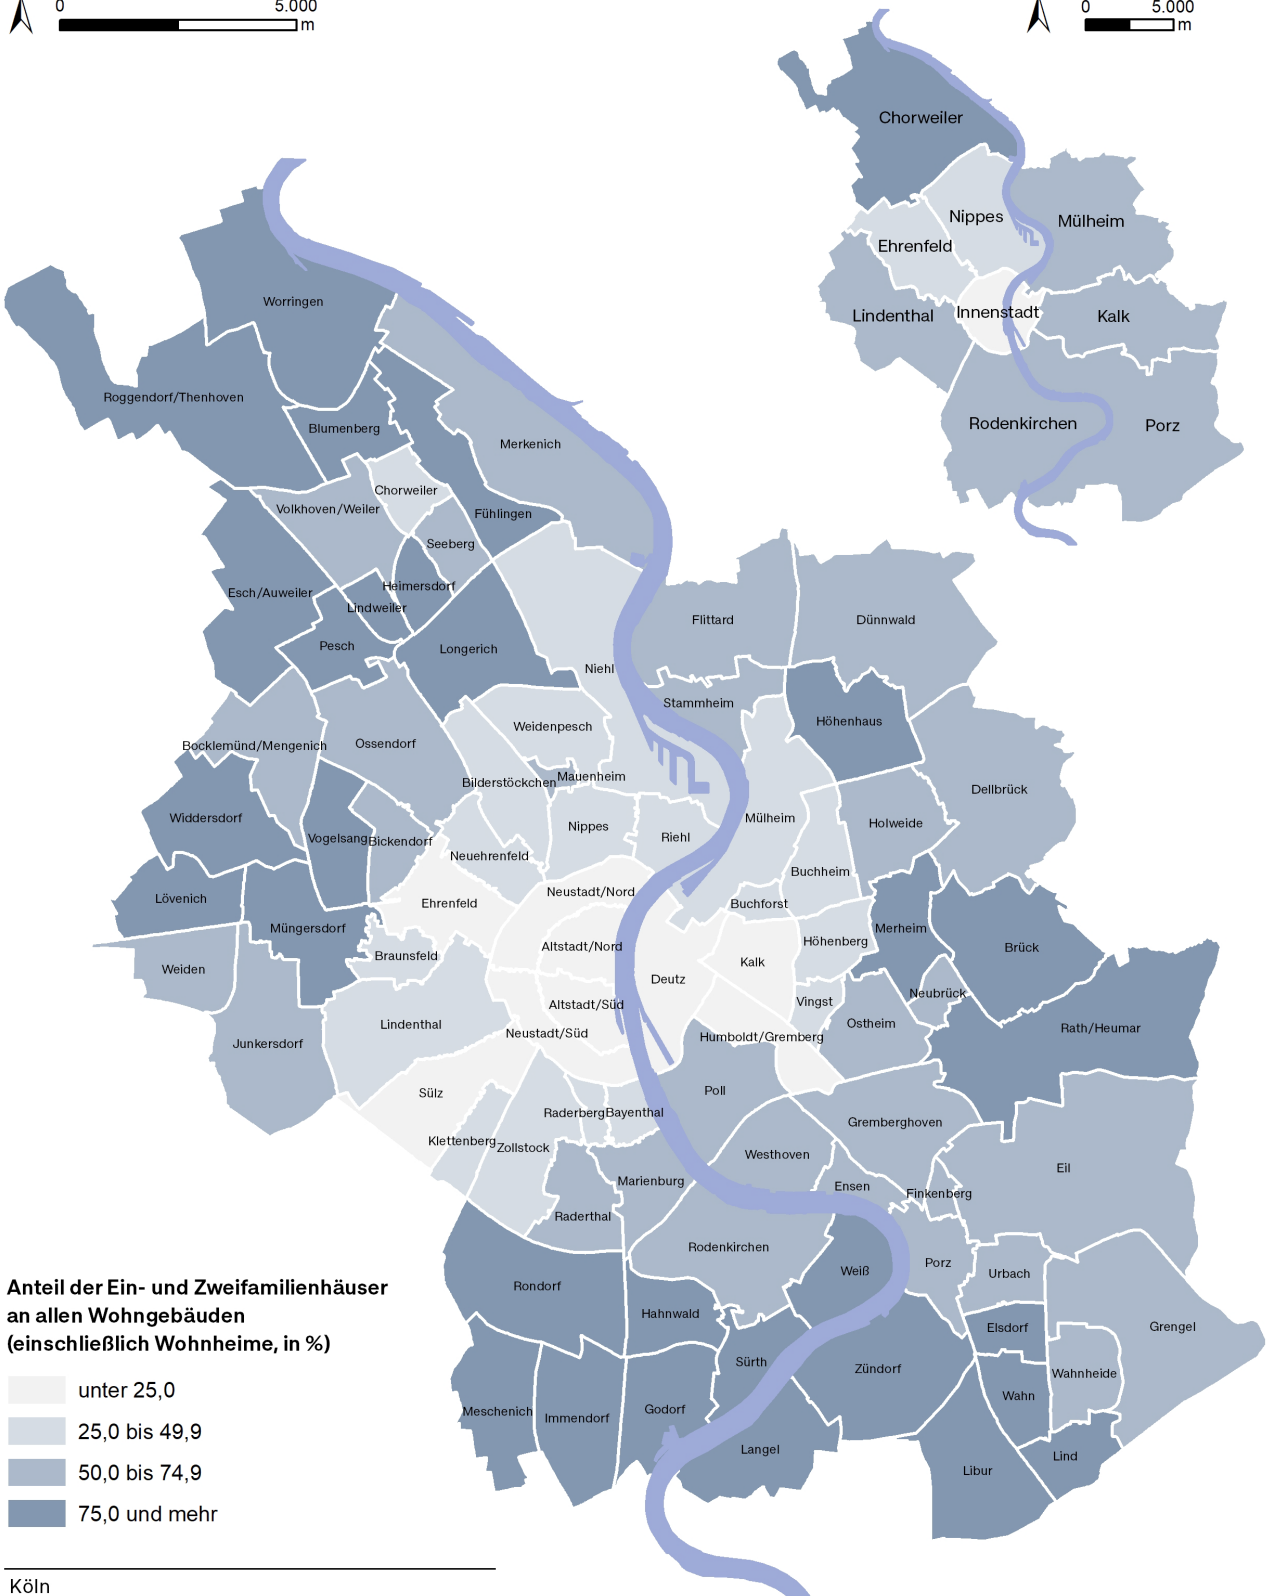 0 5.000
m
0 5.000
m
Chorweiler
Nippes
Mülheim
Ehrenfeld
Lindenthal
Innenstadt
Kalk
Rodenkirchen
Porz
Worringen
Roggendorf/Thenhoven
Blumenberg
Merkenich
Chorweiler
Volkhoven/Weiler
Fühlingen
Seeberg
Heimersdorf
Esch/Auweiler
Lindweiler
Pesch
Longerich
Flittard
Dünnwald
Niehl
Stammheim
Höhenhaus
Weidenpesch
Bocklemünd/Mengenich
Ossendorf
Mauenheim
Bilderstöckchen
Dellbrück
Widdersdorf
Mülheim
Holweide
Nippes
Riehl
Vogelsang
Bickendorf
Neuehrenfeld
Buchheim
Lövenich
Neustadt/Nord
Ehrenfeld
Buchforst
Müngersdorf
Merheim
Höhenberg
Altstadt/Nord
Brück
Braunsfeld
Kalk
Weiden
Deutz
Neubrück
Vingst
Altstadt/Süd
Lindenthal
Ostheim
Rath/Heumar
Neustadt/Süd
Humboldt/Gremberg
Junkersdorf
Sülz
Poll
Raderberg
Bayenthal
Gremberghoven
Klettenberg
Zollstock
Westhoven
Eil
Marienburg
Ensen
Finkenberg
Raderthal
Rodenkirchen
Porz
Weiß
Urbach
Rondorf
Hahnwald
Elsdorf
Grengel
Sürth
Zündorf
Wahnheide
Wahn
Meschenich
Immendorf
Godorf
Langel
Lind
Libur
Anteil der Ein- und Zweifamilienhäuser
an allen Wohngebäuden
(einschließlich Wohnheime, in %)
unter 25,0
25,0 bis 49,9
50,0 bis 74,9
75,0 und mehr
Köln